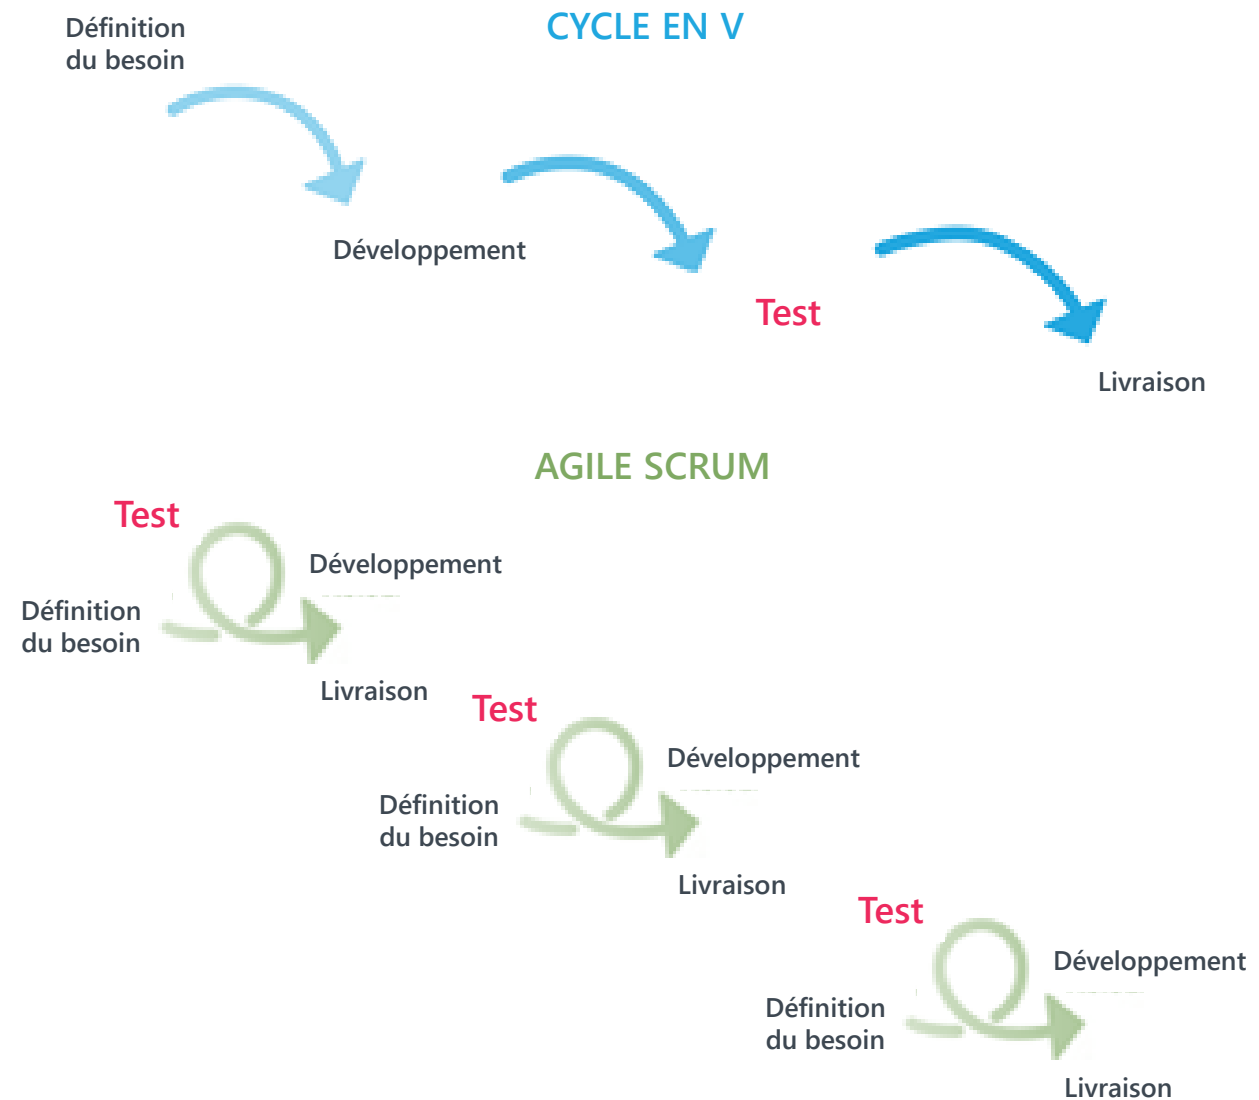 CYCLE EN V
Définition
du besoin
Développement
Test
Livraison
AGILE SCRUM
Test
Développement
Définition
du besoin
Livraison
Test
Développement
Définition
du besoin
Livraison
Test
Développement
Définition
du besoin
Livraison